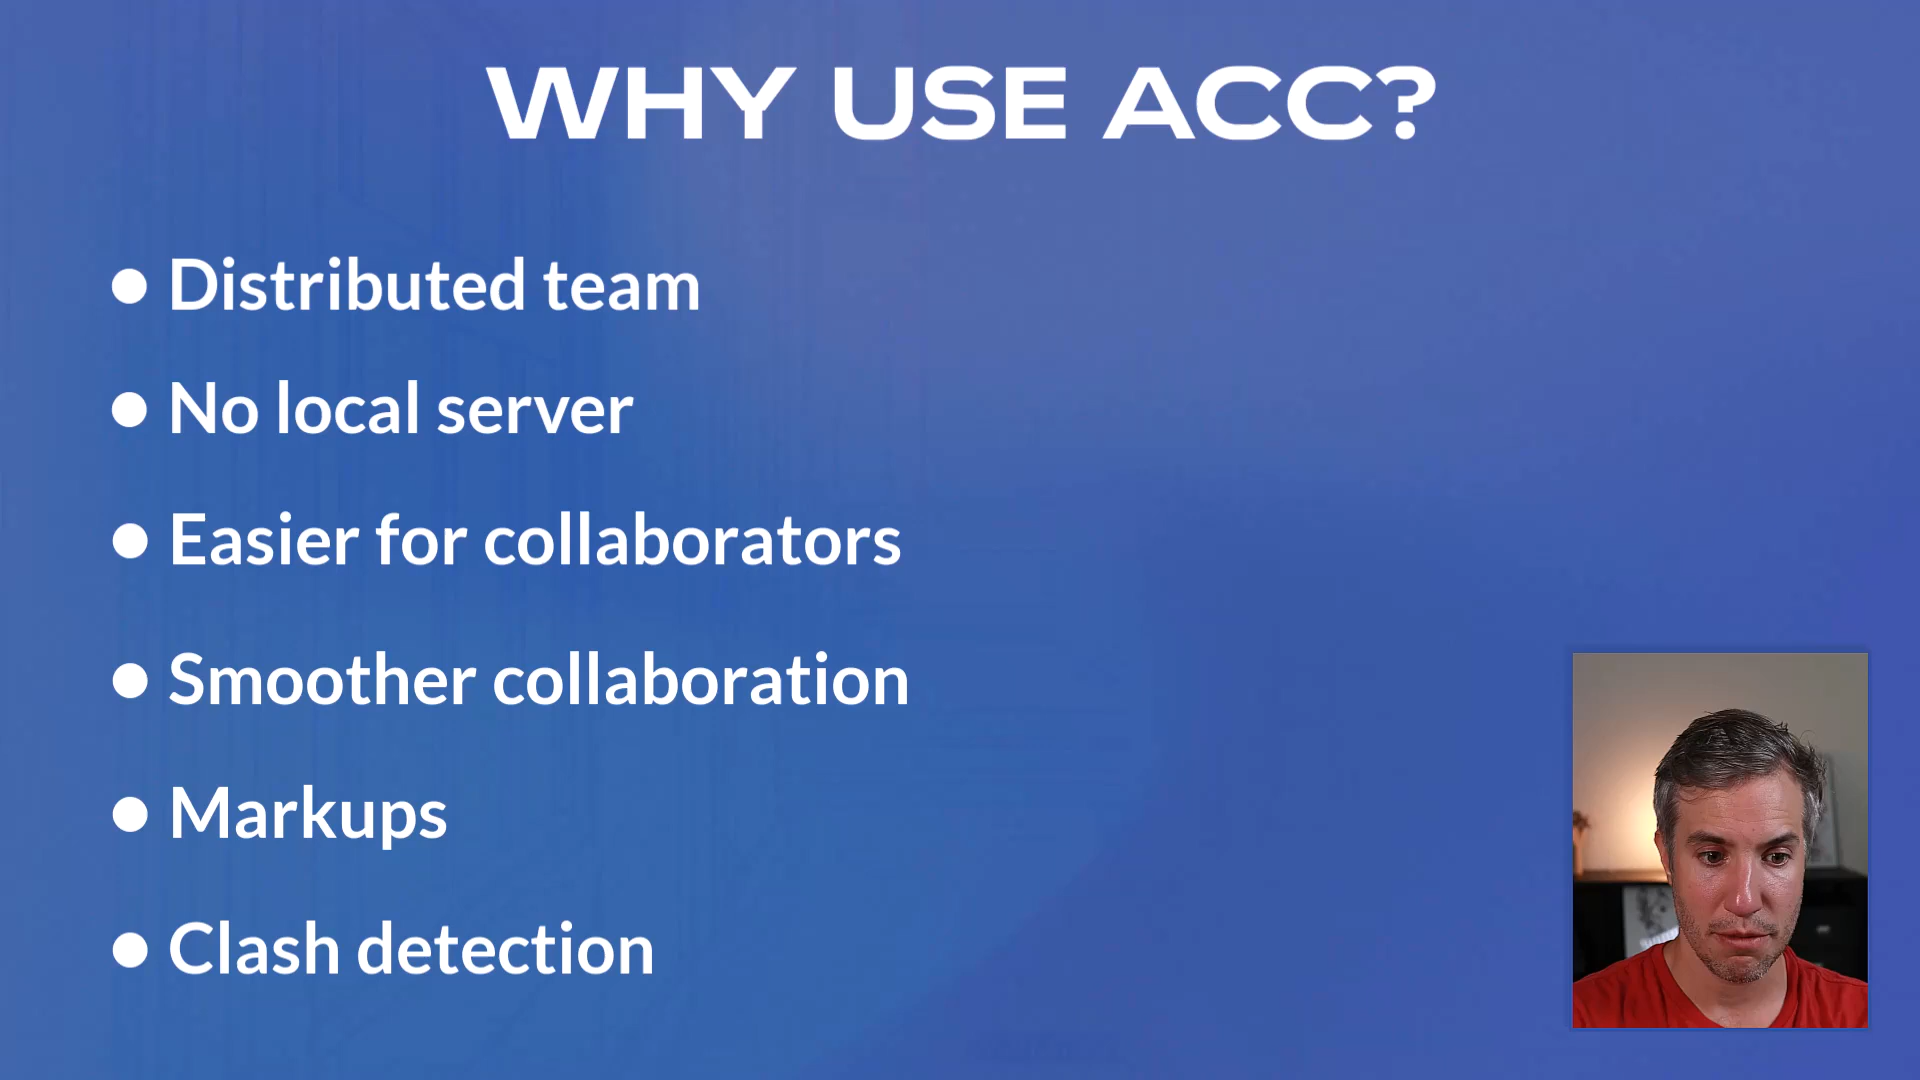 WHY USE ACC?
• Distributed team
• No local server
• Easier for collaborators
• Smoother collaboration
• Markups
• Clash detection